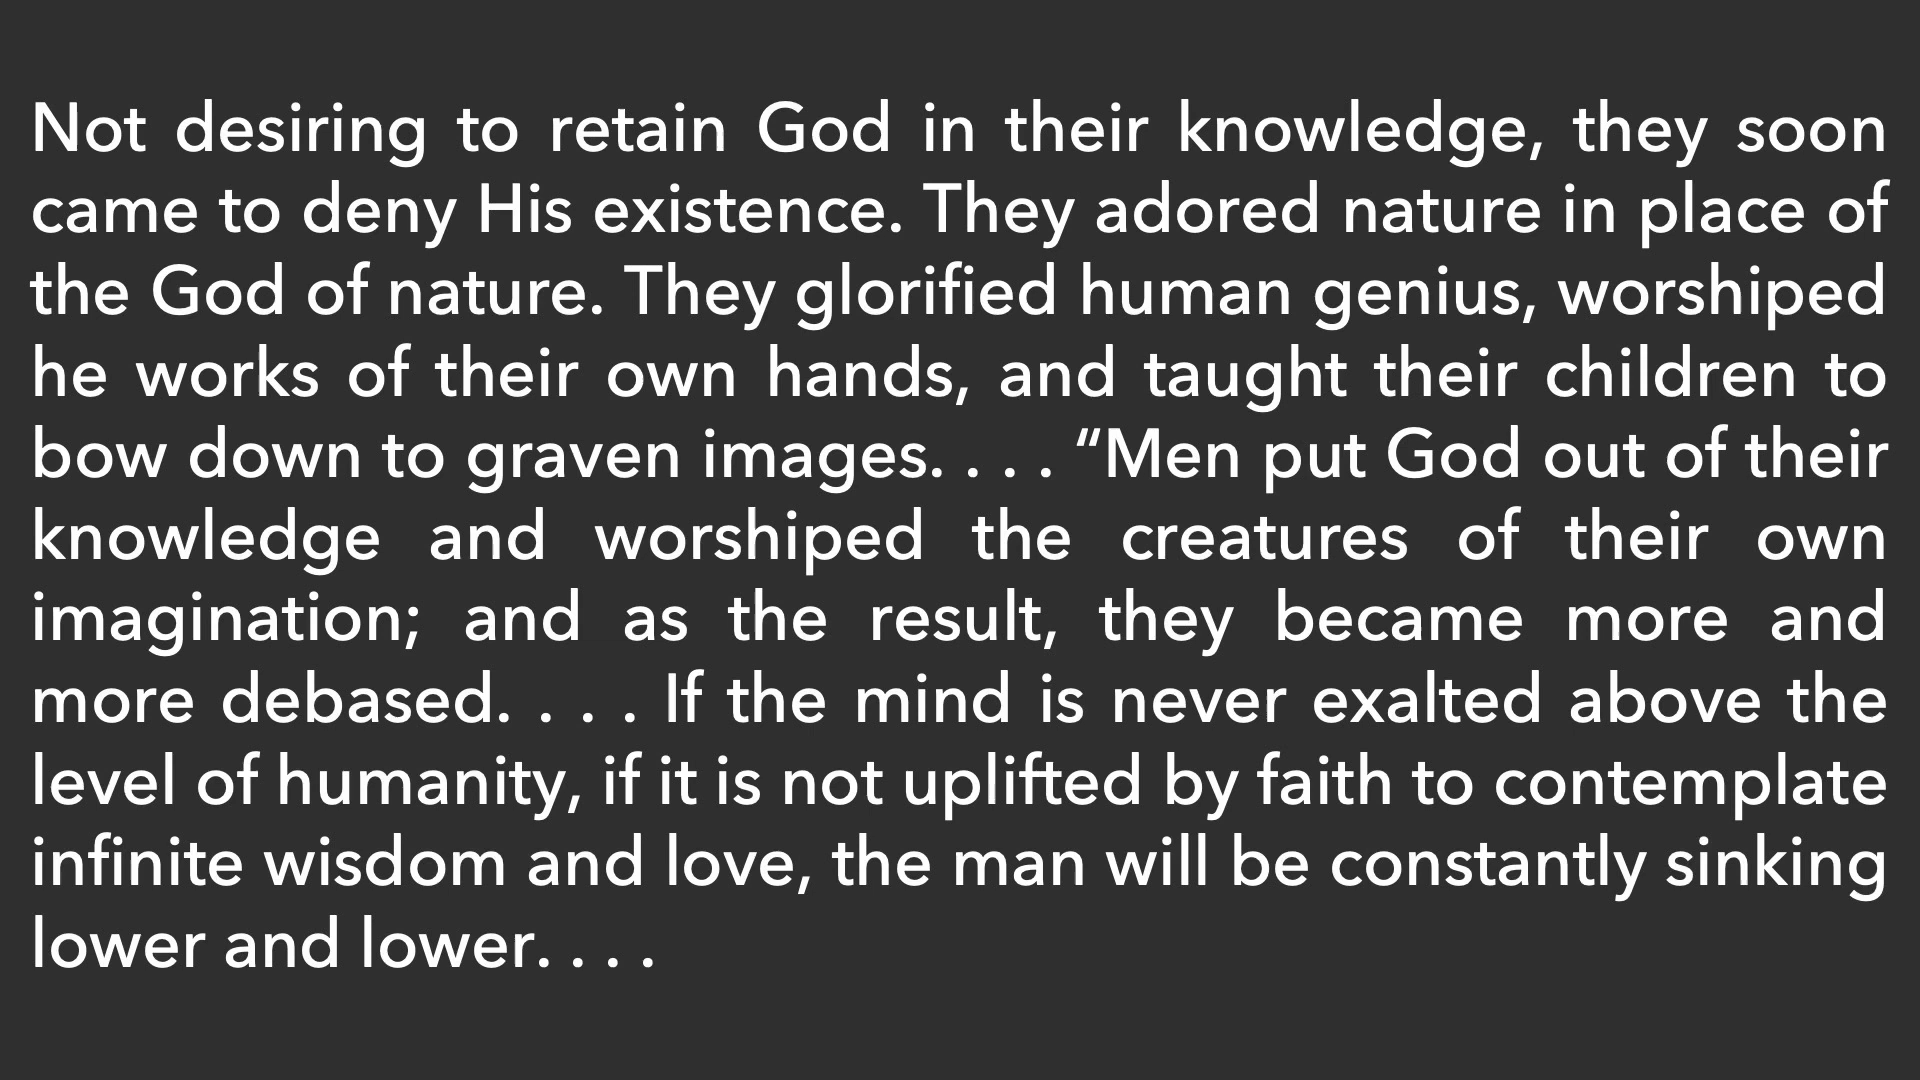 Not desiring to retain God in their knowledge, they soon
came to deny His existence. They adored nature in place of
the God of nature. They glorified human genius, worshiped
he works of their own hands, and taught their children to
bow down to graven images. . . . “Men put God out of their
knowledge and worshiped the creatures of their own
imagination; and as the result, they became more and
more debased. . . . If the mind is never exalted above the
level of humanity, if it is not uplifted by faith to contemplate
infinite wisdom and love, the man will be constantly sinking
lower and lower. . . .